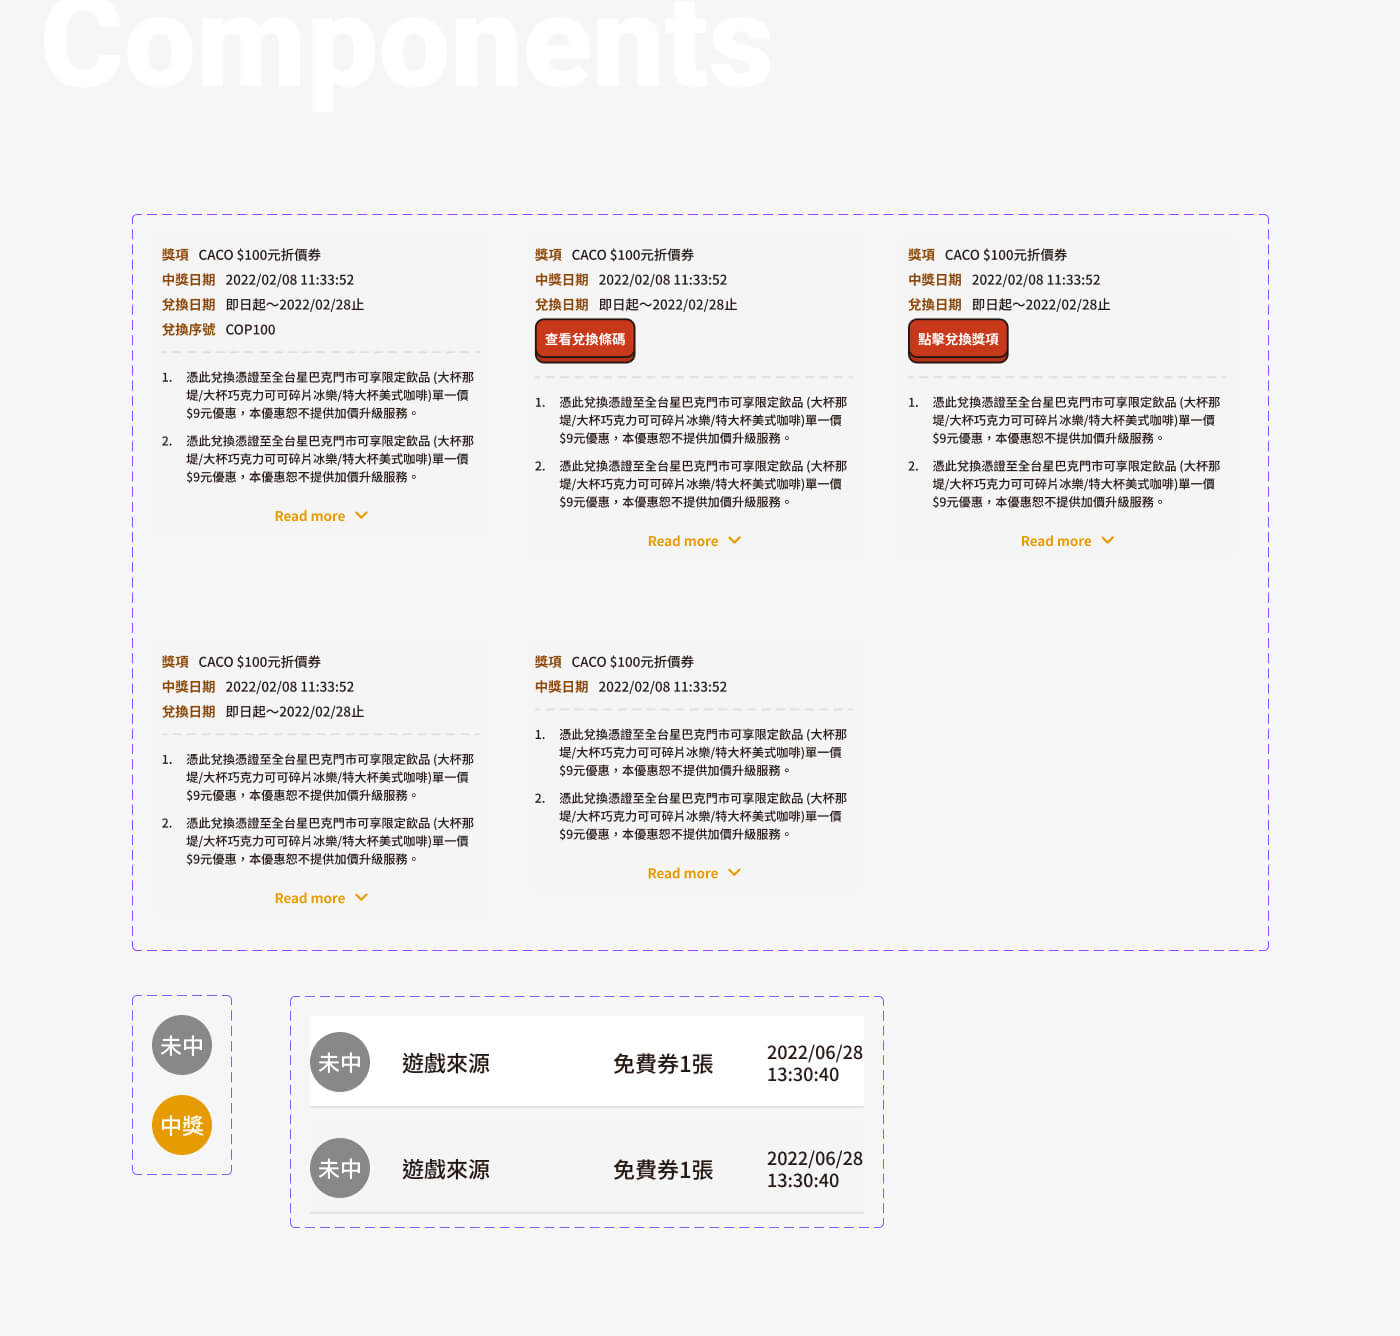 Components
獎項 CACO $100元折價券
中獎日期 2022/02/08 11:33:52
兌換日期 即日起～2022/02/28止
兌換序號 COP100
1. 憑此兌換憑證至全台星巴克門市可享限定飲品 (大杯那
堤/大杯巧克力可可碎片冰樂/特大杯美式咖啡)單一價
$9元優惠，本優惠恕不提供加價升級服務。
2. 憑此兌換憑證至全台星巴克門市可享限定飲品 (大杯那
堤/大杯巧克力可可碎片冰樂/特大杯美式咖啡)單一價
$9元優惠，本優惠恕不提供加價升級服務。
Read more
獎項 CACO $100元折價券
中獎日期 2022/02/08 11:33:52
兌換日期 即日起～2022/02/28止
查看兌換條碼
1. 憑此兌換憑證至全台星巴克門市可享限定飲品 (大杯那
堤/大杯巧克力可可碎片冰樂/特大杯美式咖啡)單一價
$9元優惠，本優惠恕不提供加價升級服務。
2. 憑此兌換憑證至全台星巴克門市可享限定飲品 (大杯那
堤/大杯巧克力可可碎片冰樂/特大杯美式咖啡)單一價
$9元優惠，本優惠恕不提供加價升級服務。
Read more
獎項 CACO $100元折價券
中獎日期 2022/02/08 11:33:52
兌換日期 即日起～2022/02/28止
點擊兌換獎項
1. 憑此兌換憑證至全台星巴克門市可享限定飲品 (大杯那
堤/大杯巧克力可可碎片冰樂/特大杯美式咖啡)單一價
$9元優惠，本優惠恕不提供加價升級服務。
2. 憑此兌換憑證至全台星巴克門市可享限定飲品 (大杯那
堤/大杯巧克力可可碎片冰樂/特大杯美式咖啡)單一價
$9元優惠，本優惠恕不提供加價升級服務。
Read more
獎項 CACO $100元折價券
中獎日期 2022/02/08 11:33:52
兌換日期 即日起～2022/02/28止
1. 憑此兌換憑證至全台星巴克門市可享限定飲品 (大杯那
堤/大杯巧克力可可碎片冰樂/特大杯美式咖啡)單一價
$9元優惠，本優惠恕不提供加價升級服務。
2. 憑此兌換憑證至全台星巴克門市可享限定飲品 (大杯那
堤/大杯巧克力可可碎片冰樂/特大杯美式咖啡)單一價
$9元優惠，本優惠恕不提供加價升級服務。
Read more
獎項 CACO $100元折價券
中獎日期 2022/02/08 11:33:52
1. 憑此兌換憑證至全台星巴克門市可享限定飲品 (大杯那
堤/大杯巧克力可可碎片冰樂/特大杯美式咖啡)單一價
$9元優惠，本優惠恕不提供加價升級服務。
2. 憑此兌換憑證至全台星巴克門市可享限定飲品 (大杯那
堤/大杯巧克力可可碎片冰樂/特大杯美式咖啡)單一價
$9元優惠，本優惠恕不提供加價升級服務。
Read more
未中
中獎
未中 遊戲來源 免費券1張 2022/06/28
13:30:40
未中 遊戲來源 免費券1張 2022/06/28
13:30:40